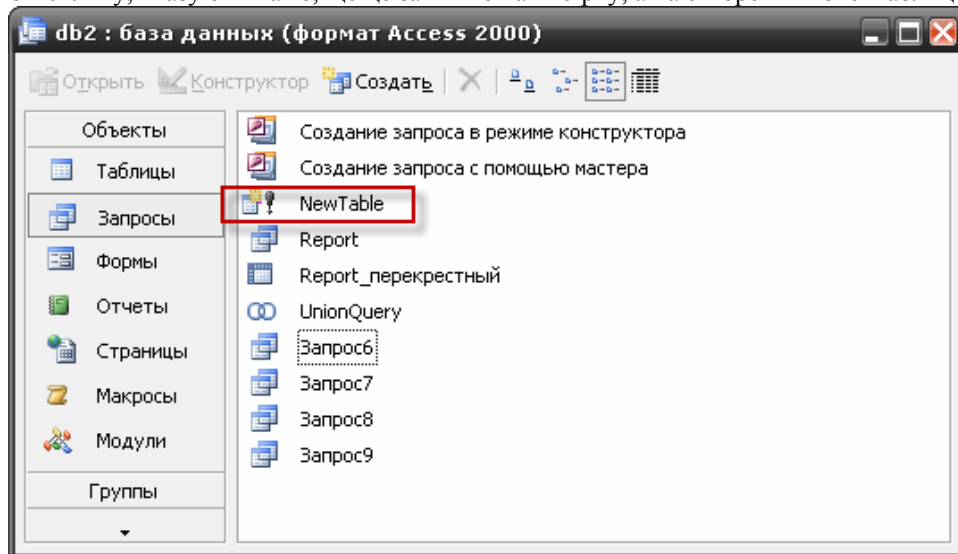 db2 : база данных (формат Access 2000)
Открыть Конструктор Создать
Объекты
Таблицы
Запросы
Формы
Отчеты
Страницы
Макросы
Модули
Группы
Создание запроса в режиме конструктора
Создание запроса с помощью мастера
NewTable
Report
Report_перекрестный
UnionQuery
Запрос6
Запрос7
Запрос8
Запрос9